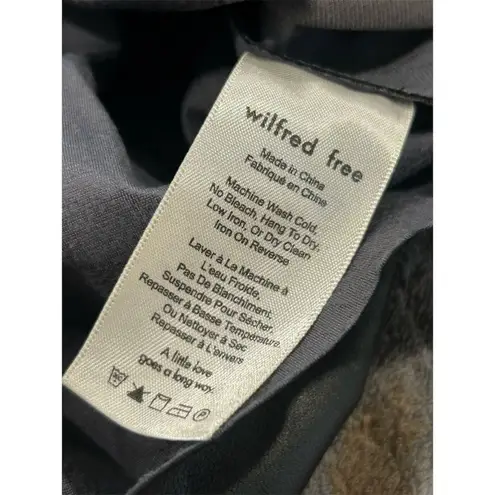 wilfred free
Made in China
Fabriqué en Chine
Machine Wash Cold,
No Bleach, Hang To Dry,
Low Iron, Or Dry Clean
Iron On Reverse
Laver à La Machine à
L'eau Froide,
Pas De Blanchiment,
Suspendre Pour Sécher,
Repasser à Basse Température
Ou Nettoyer à Sec
Repasser à L'envers
A little love
goes a long way.